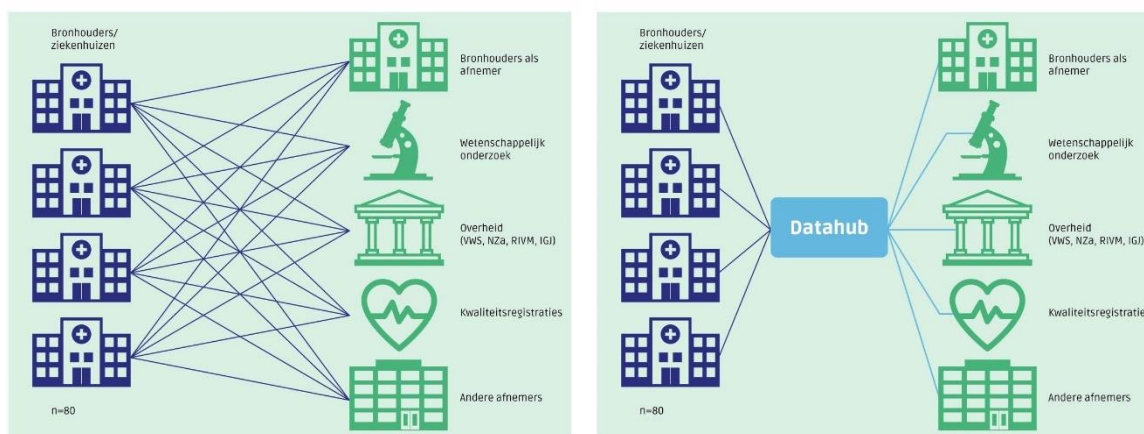 Bronhouders/
ziekenhuizen
Bronhouders als
afnemer
Wetenschappelijk
onderzoek
Overheid
(VWS, NZa, RIVM, IGJ)
Kwaliteitsregistraties
Andere afnemers
n=80
Bronhouders/
ziekenhuizen
Datahub
Bronhouders als
afnemer
Wetenschappelijk
onderzoek
Overheid
(VWS, NZa, RIVM, IGJ)
Kwaliteitsregistratie
Andere afnemers
n=80